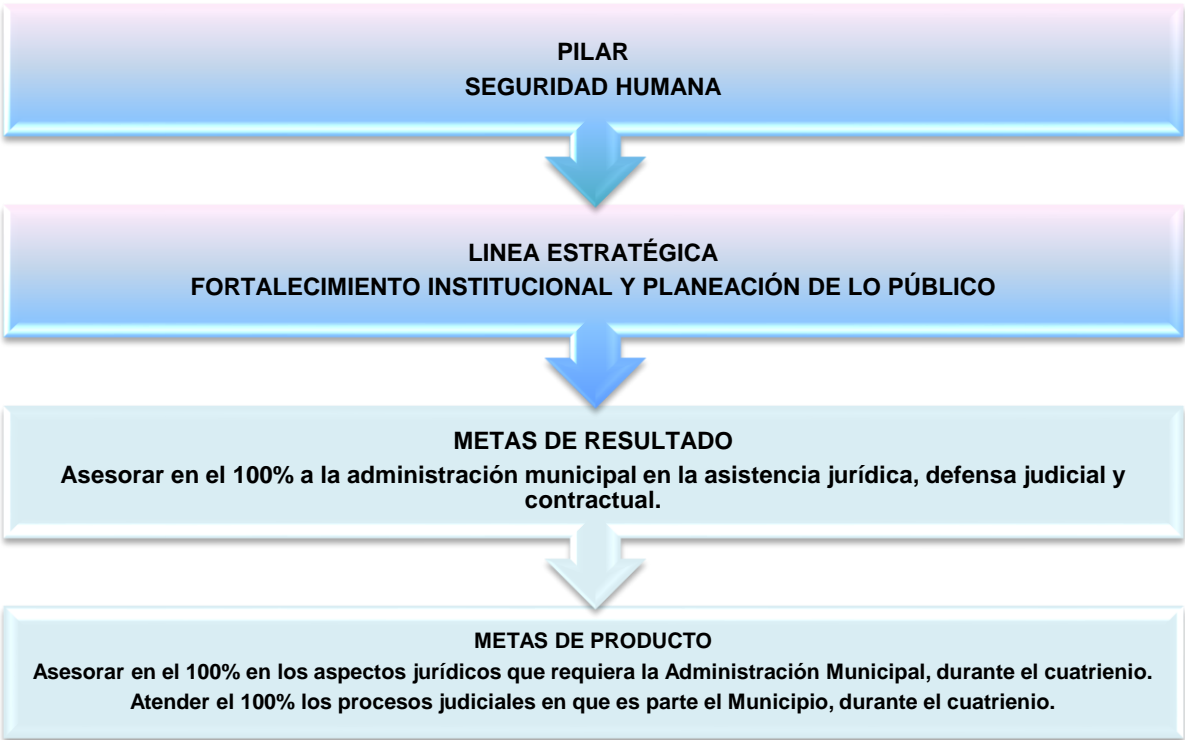 PILAR
SEGURIDAD HUMANA
LINEA ESTRATÉGICA
FORTALECIMIENTO INSTITUCIONAL Y PLANEACIÓN DE LO PÚBLICO
METAS DE RESULTADO
Asesorar en el 100% a la administración municipal en la asistencia jurídica, defensa judicial y
contractual.
METAS DE PRODUCTO
Asesorar en el 100% en los aspectos jurídicos que requiera la Administración Municipal, durante el cuatrienio.
Atender el 100% los procesos judiciales en que es parte el Municipio, durante el cuatrienio.